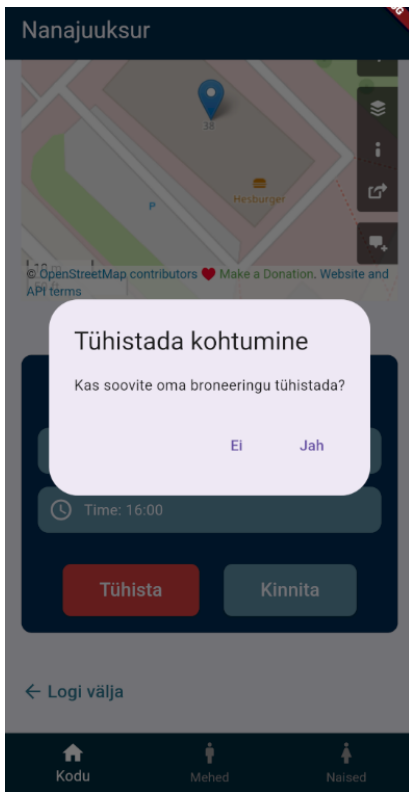 Nanajuuksur
38
P
Hesburger
© OpenStreetMap contributors ♥ Make a Donation. Website and
API terms
Tühistada kohtumine
Kas soovite oma broneeringu tühistada?
Ei
Jah
Time: 16:00
Tühista
Kinnita
← Logi välja
Kodu
Mehed
Naised